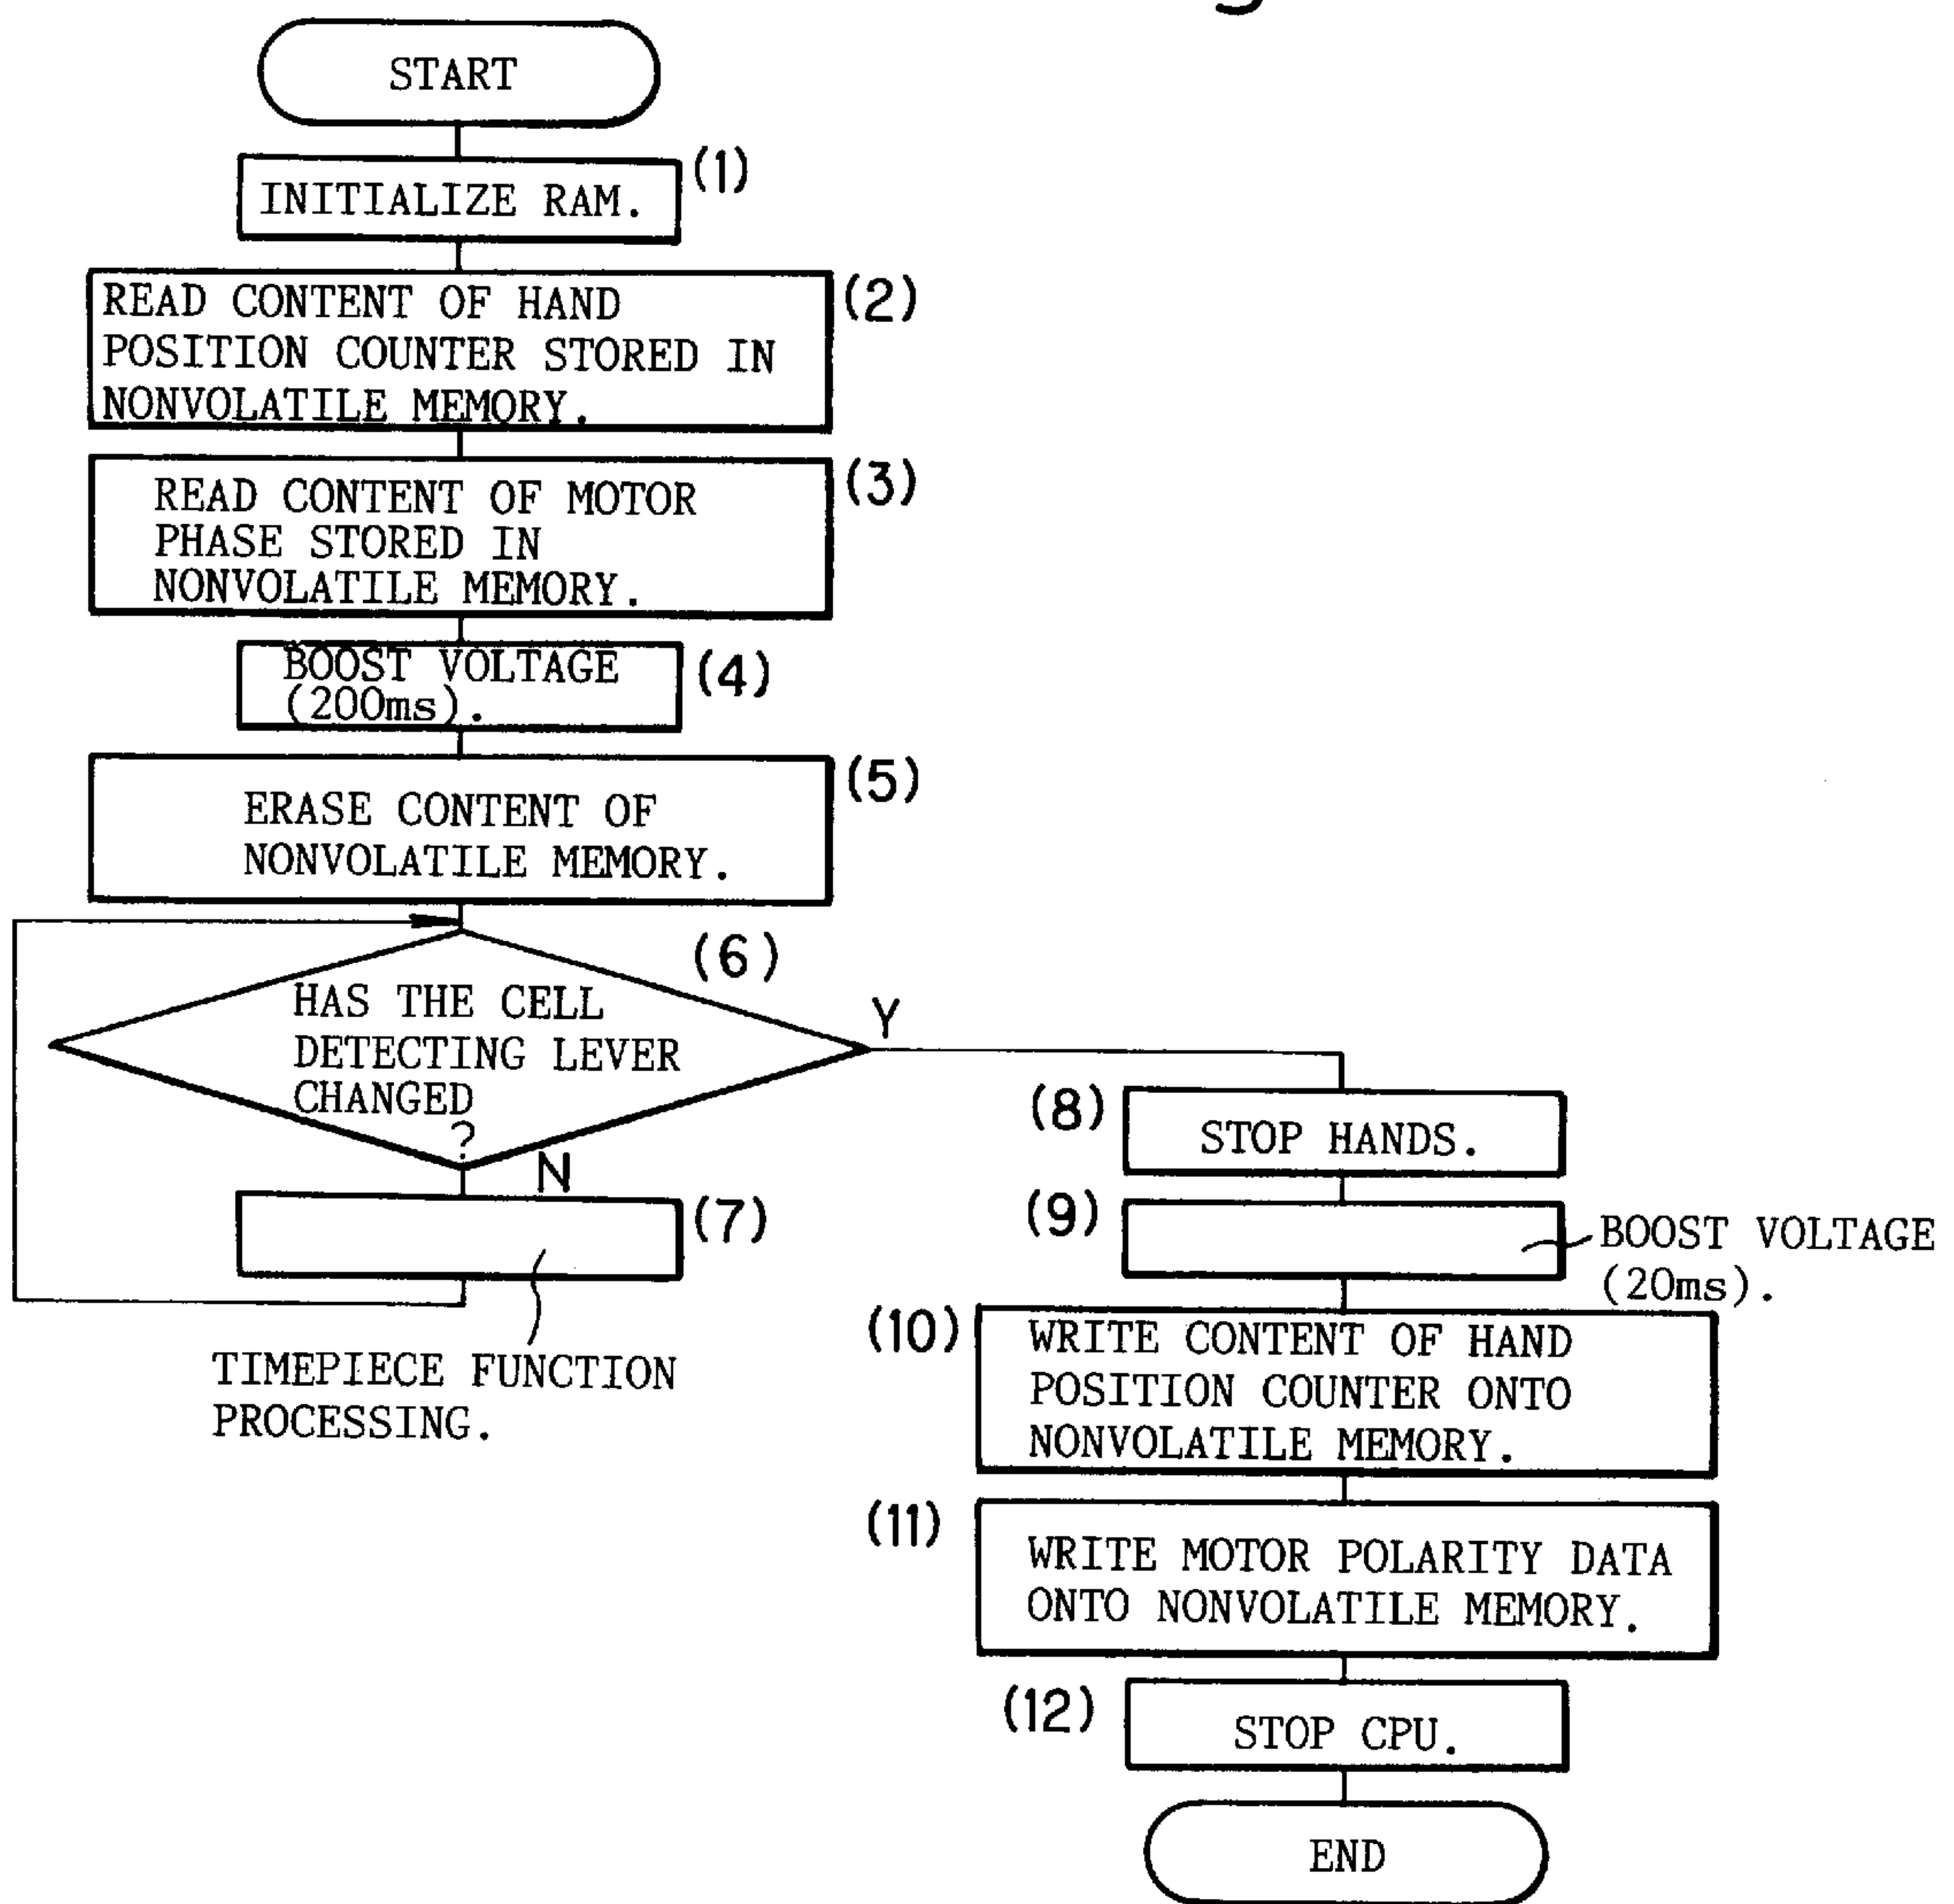 START
(1)
INITIALIZE RAM.
(2)
READ CONTENT OF HAND
POSITION COUNTER STORED IN
NONVOLATILE MEMORY.
(3)
READ CONTENT OF MOTOR
PHASE STORED IN
NONVOLATILE MEMORY.
(4)
BOOST VOLTAGE
(200ms).
(5)
ERASE CONTENT OF
NONVOLATILE MEMORY.
(6)
HAS THE CELL
DETECTING LEVER
CHANGED
?
Y
N
(7)
TIMEPIECE FUNCTION
PROCESSING.
(8)
STOP HANDS.
(9)
BOOST VOLTAGE
(20ms).
(10)
WRITE CONTENT OF HAND
POSITION COUNTER ONTO
NONVOLATILE MEMORY.
(11)
WRITE MOTOR POLARITY DATA
ONTO NONVOLATILE MEMORY.
(12)
STOP CPU.
END